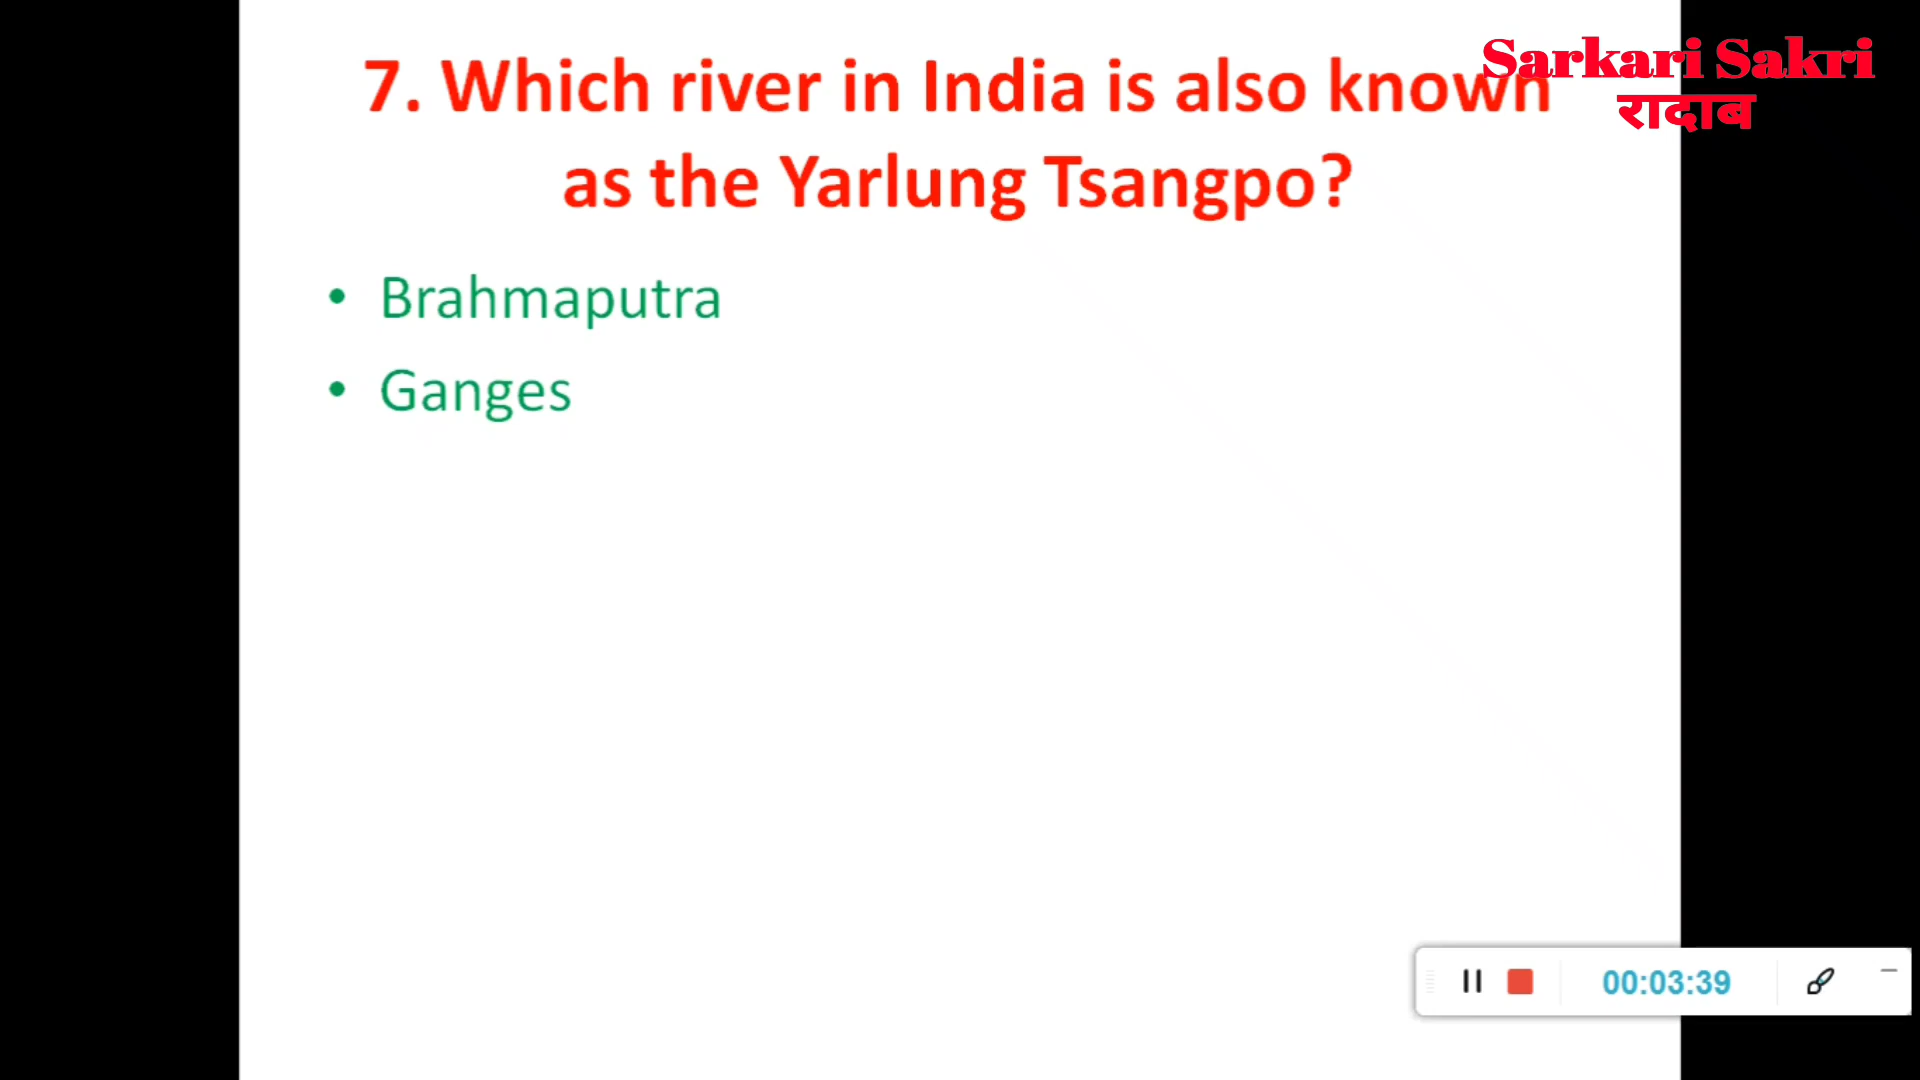 7. Which river in India is also known
as the Yarlung Tsangpo?
Sarkari Sakri
रादाब
• Brahmaputra
• Ganges
00:03:39